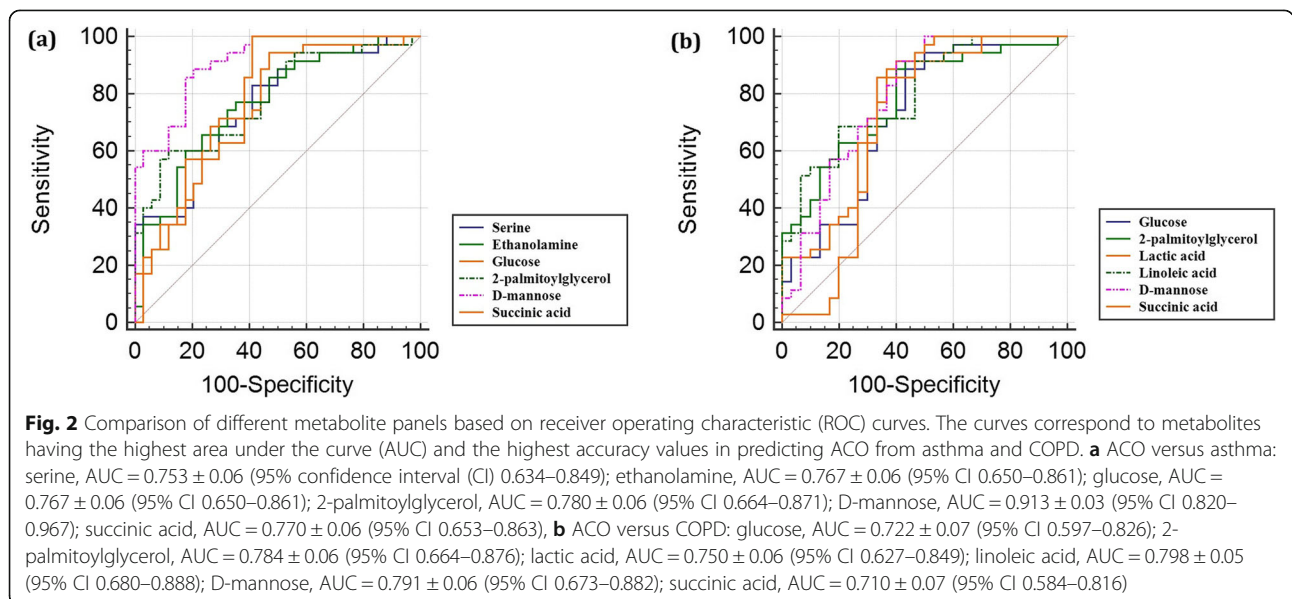 (a)
100
80
60
40
20
0
Sensitivity
0 20 40 60 80 100
100-Specificity
Serine
Ethanolamine
Glucose
2-palmitoylglycerol
D-mannose
Succinic acid
(b)
100
80
60
40
20
0
Sensitivity
0 20 40 60 80 100
100-Specificity
Glucose
2-palmitoylglycerol
Lactic acid
Linoleic acid
D-mannose
Succinic acid
Fig. 2 Comparison of different metabolite panels based on receiver operating characteristic (ROC) curves. The curves correspond to metabolites
having the highest area under the curve (AUC) and the highest accuracy values in predicting ACO from asthma and COPD. a ACO versus asthma:
serine, AUC = 0.753 ± 0.06 (95% confidence interval (CI) 0.634–0.849); ethanolamine, AUC = 0.767 ± 0.06 (95% CI 0.650–0.861); glucose, AUC =
0.767 ± 0.06 (95% CI 0.650–0.861); 2-palmitoylglycerol, AUC = 0.780 ± 0.06 (95% CI 0.664–0.871); D-mannose, AUC = 0.913 ± 0.03 (95% CI 0.820–
0.967); succinic acid, AUC = 0.770 ± 0.06 (95% CI 0.653–0.863), b ACO versus COPD: glucose, AUC = 0.722 ± 0.07 (95% CI 0.597–0.826); 2-
palmitoylglycerol, AUC = 0.784 ± 0.06 (95% CI 0.664–0.876); lactic acid, AUC = 0.750 ± 0.06 (95% CI 0.627–0.849); linoleic acid, AUC = 0.798 ± 0.05
(95% CI 0.680–0.888); D-mannose, AUC = 0.791 ± 0.06 (95% CI 0.673–0.882); succinic acid, AUC = 0.710 ± 0.07 (95% CI 0.584–0.816)